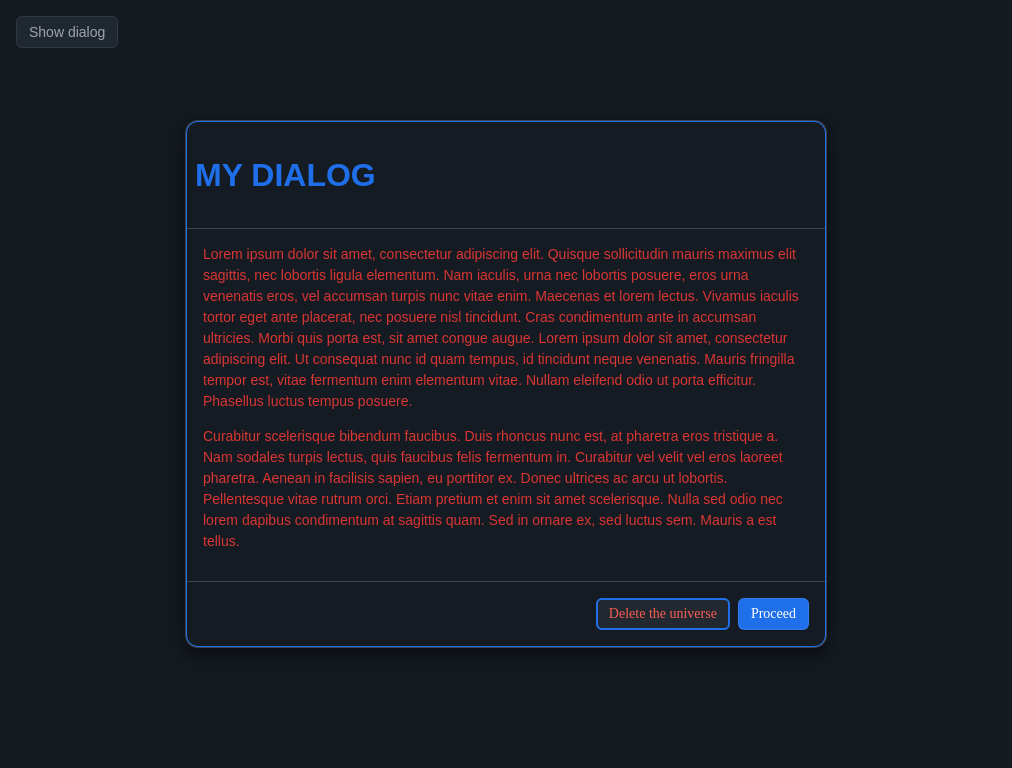 Show dialog
MY DIALOG
Lorem ipsum dolor sit amet, consectetur adipiscing elit. Quisque sollicitudin mauris maximus elit
sagittis, nec lobortis ligula elementum. Nam iaculis, urna nec lobortis posuere, eros urna
venenatis eros, vel accumsan turpis nunc vitae enim. Maecenas et lorem lectus. Vivamus iaculis
tortor eget ante placerat, nec posuere nisl tincidunt. Cras condimentum ante in accumsan
ultricies. Morbi quis porta est, sit amet congue augue. Lorem ipsum dolor sit amet, consectetur
adipiscing elit. Ut consequat nunc id quam tempus, id tincidunt neque venenatis. Mauris fringilla
tempor est, vitae fermentum enim elementum vitae. Nullam eleifend odio ut porta efficitur.
Phasellus luctus tempus posuere.
Curabitur scelerisque bibendum faucibus. Duis rhoncus nunc est, at pharetra eros tristique a.
Nam sodales turpis lectus, quis faucibus felis fermentum in. Curabitur vel velit vel eros laoreet
pharetra. Aenean in facilisis sapien, eu porttitor ex. Donec ultrices ac arcu ut lobortis.
Pellentesque vitae rutrum orci. Etiam pretium et enim sit amet scelerisque. Nulla sed odio nec
lorem dapibus condimentum at sagittis quam. Sed in ornare ex, sed luctus sem. Mauris a est
tellus.
Delete the universe
Proceed